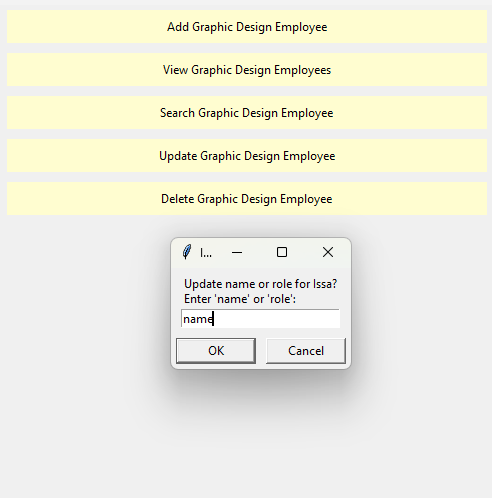 Add Graphic Design Employee
View Graphic Design Employees
Search Graphic Design Employee
Update Graphic Design Employee
Delete Graphic Design Employee
I...
Update name or role for Issa?
Enter 'name' or 'role':
name
OK Cancel